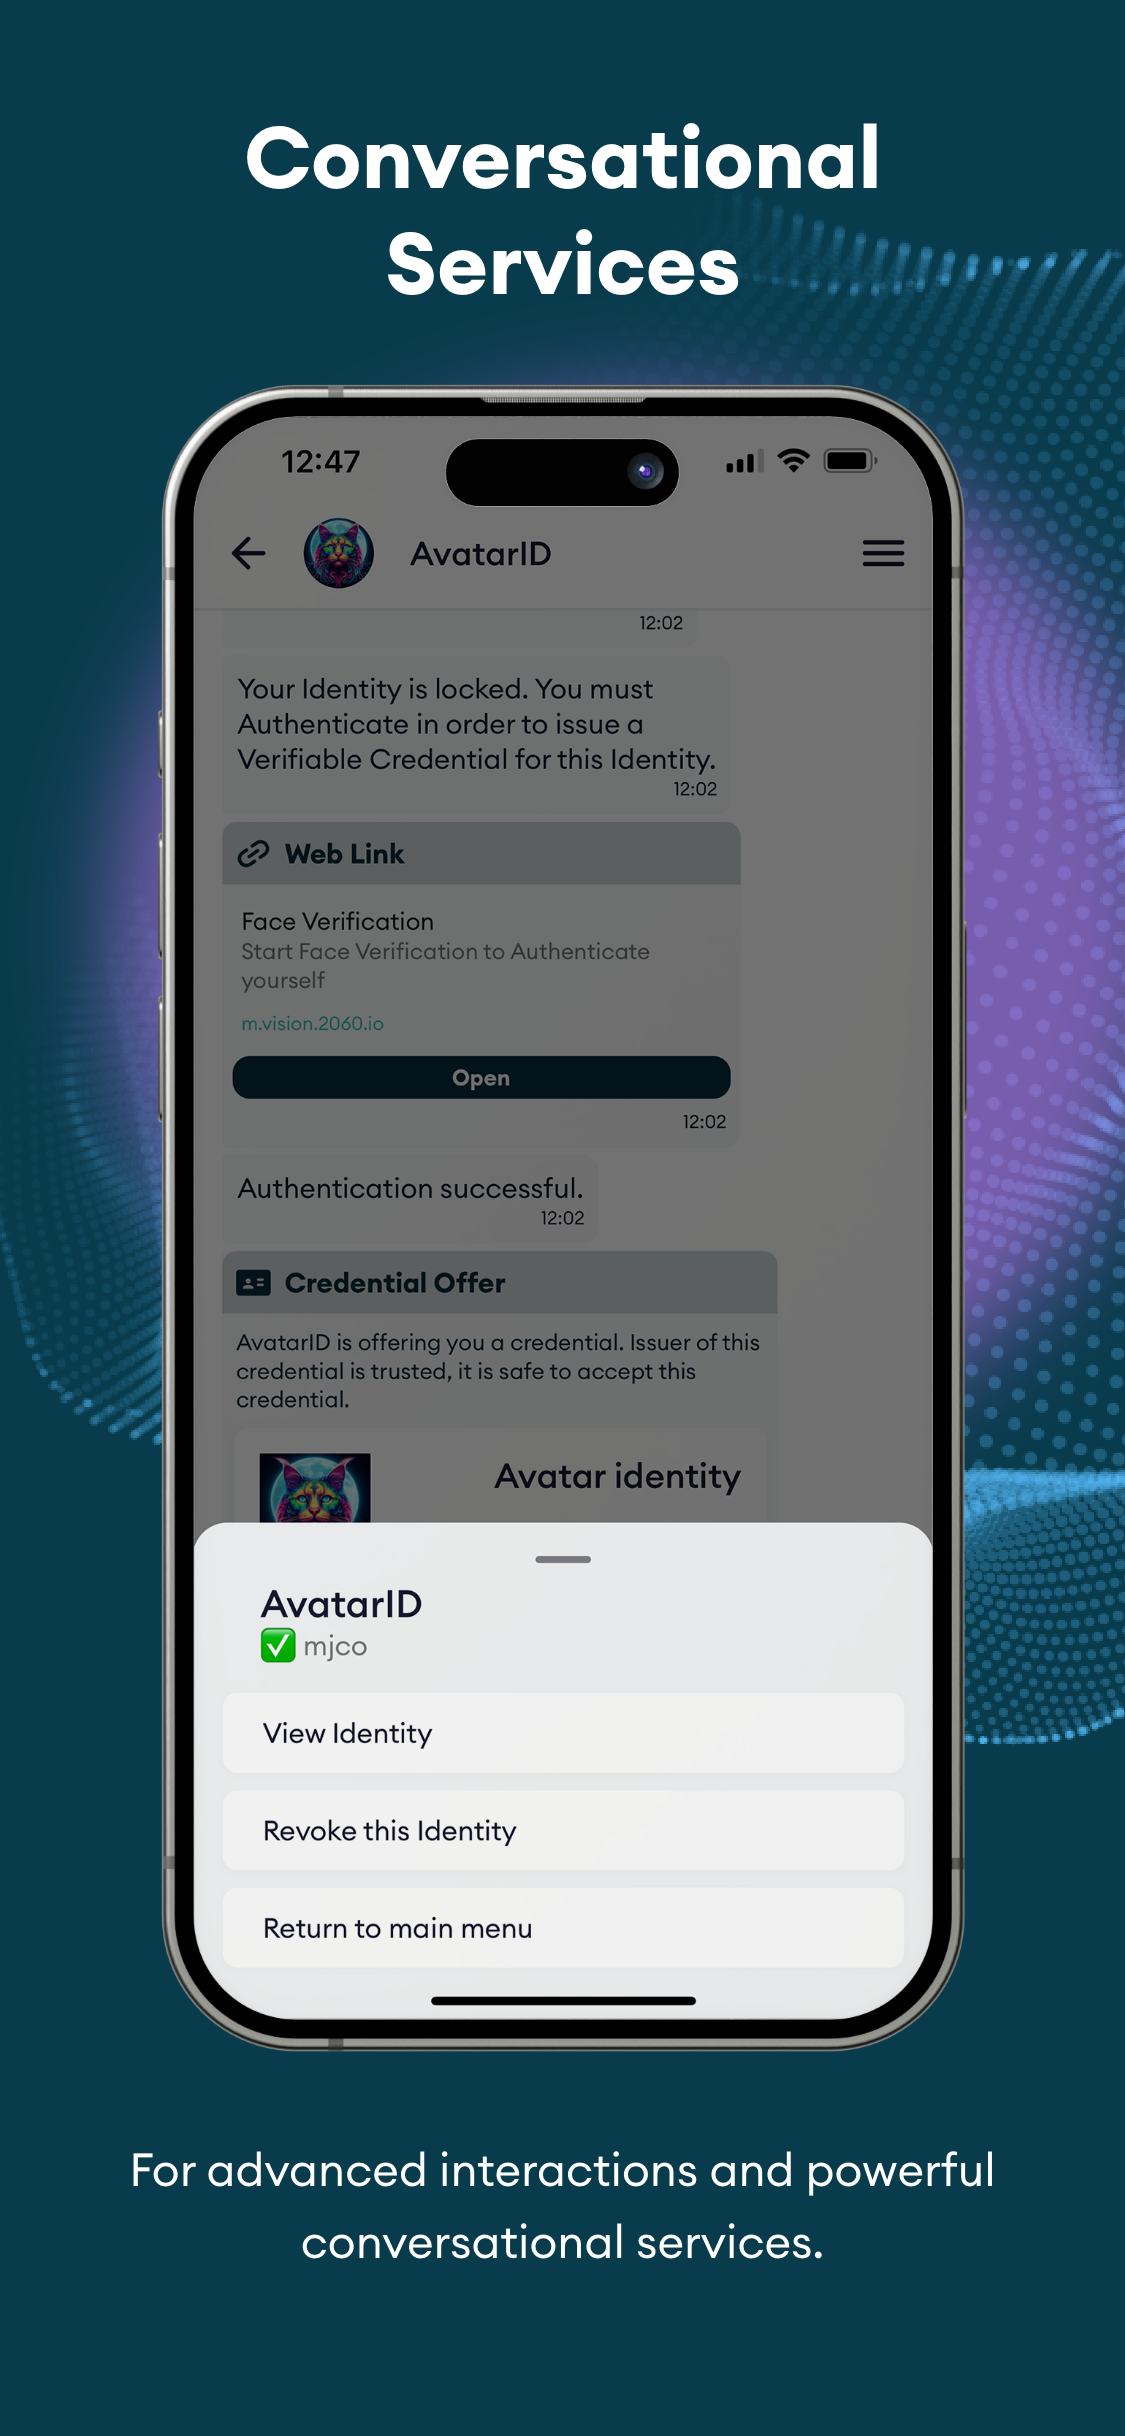 Conversational
Services
12:47
AvatarID
12:02
Your Identity is locked. You must
Authenticate in order to issue a
Verifiable Credential for this Identity.
12:02
Web Link
Face Verification
Start Face Verification to Authenticate
yourself
m.vision.2060.io
Open
12:02
Authentication successful.
12:02
Credential Offer
AvatarID is offering you a credential. Issuer of this
credential is trusted, it is safe to accept this
credential.
Avatar identity
AvatarID
✅ mjco
View Identity
Revoke this Identity
Return to main menu
For advanced interactions and powerful
conversational services.